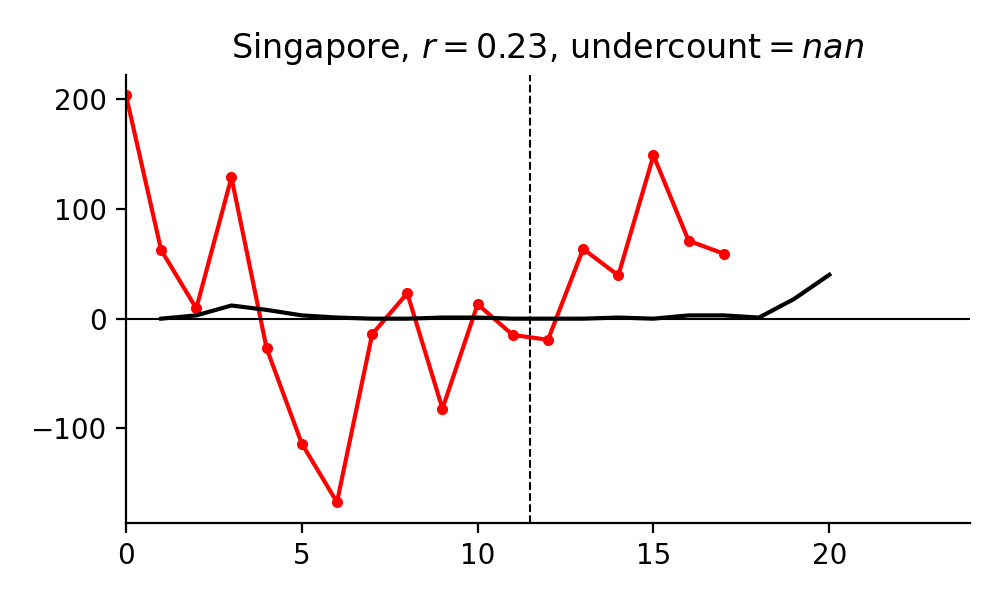 Singapore, r = 0.23, undercount = nan
200
100
0
−100
0 5 10 15 20